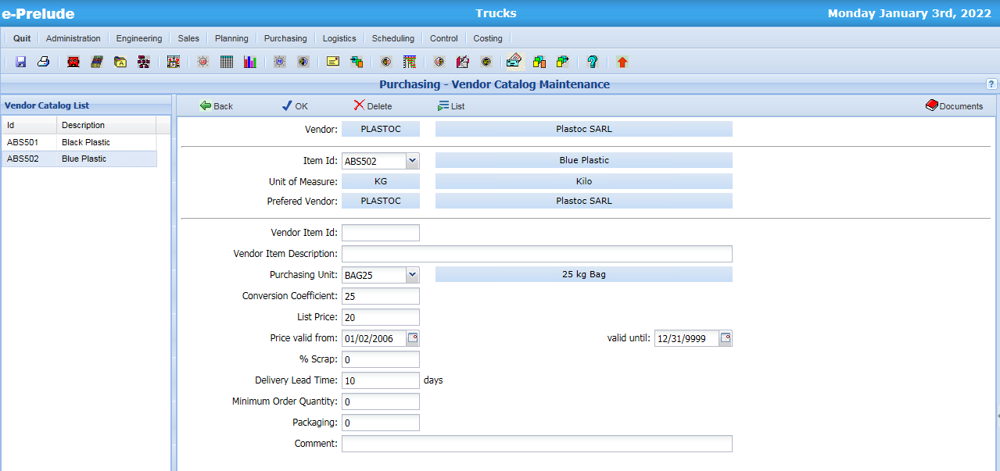 e-Prelude Trucks Monday January 3rd, 2022
Quit Administration Engineering Sales Planning Purchasing Logistics Scheduling Control Costing
Purchasing - Vendor Catalog Maintenance ?
Vendor Catalog List
Id Description
ABS501 Black Plastic
ABS502 Blue Plastic
Back OK Delete List Documents
Vendor: PLASTOC Plastoc SARL
Item Id: ABS502 Blue Plastic
Unit of Measure: KG Kilo
Prefered Vendor: PLASTOC Plastoc SARL
Vendor Item Id:
Vendor Item Description:
Purchasing Unit: BAG25 25 kg Bag
Conversion Coefficient: 25
List Price: 20
Price valid from: 01/02/2006 valid until: 12/31/9999
% Scrap: 0
Delivery Lead Time: 10 days
Minimum Order Quantity: 0
Packaging: 0
Comment: